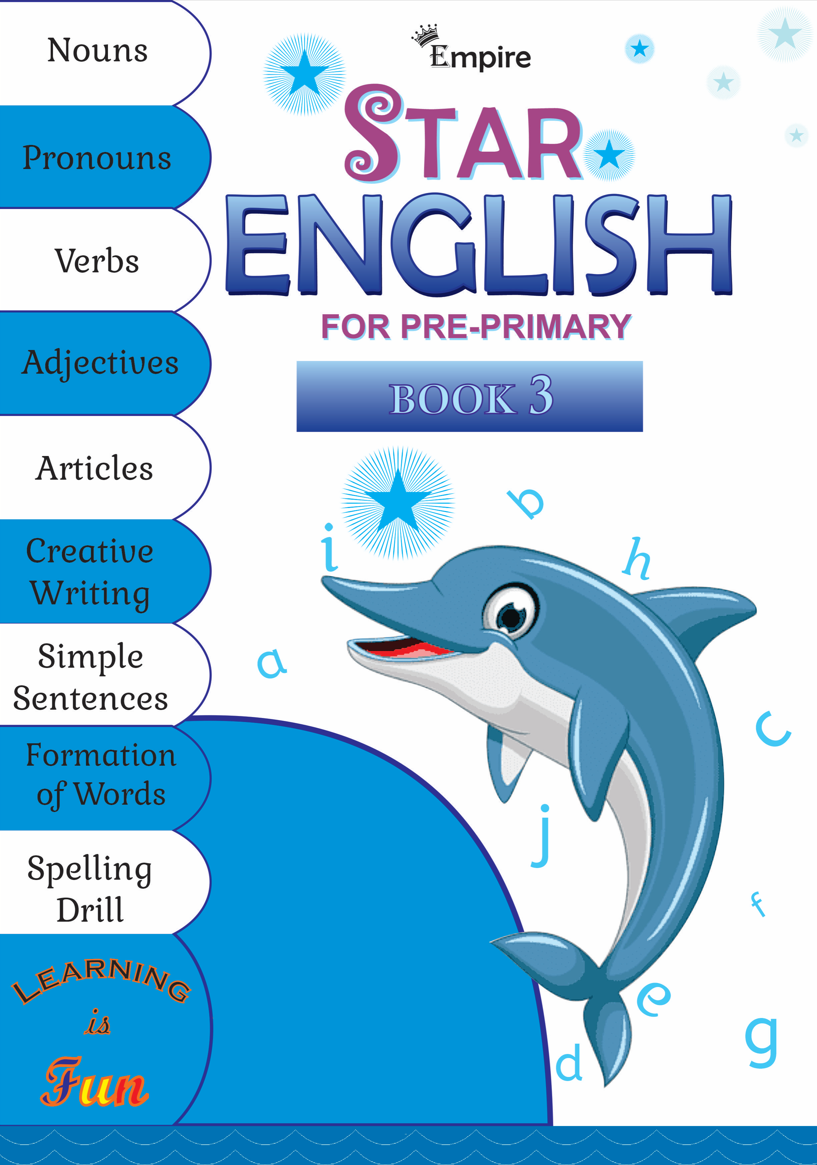 Nouns
Pronouns
Verbs
Adjectives
Articles
Creative
Writing
Simple
Sentences
Formation
of Words
Spelling
Drill
LEARNING
is
Fun
Empire
STAR
ENGLISH
FOR PRE-PRIMARY
BOOK 3
b
i
h
a
c
j
f
e
g
d